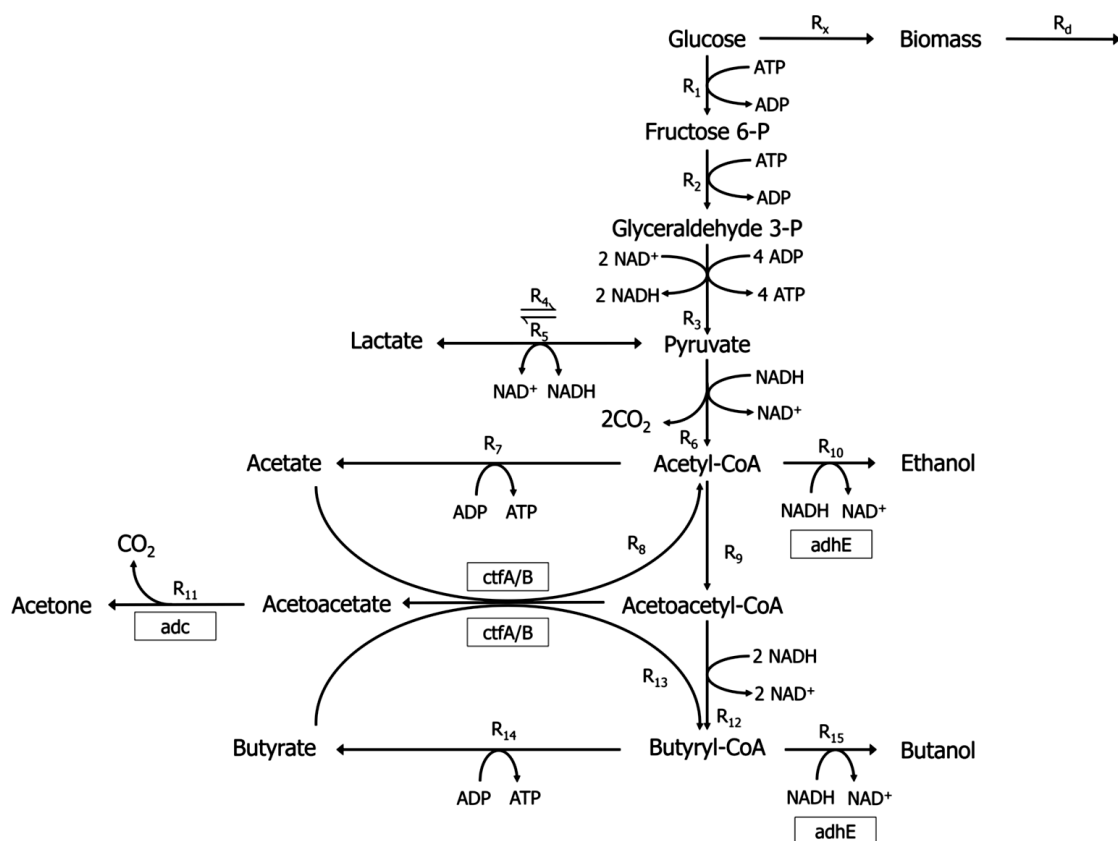 Glucose
Rₓ
Biomass
R_d
R₁
ATP
ADP
Fructose 6-P
R₂
ATP
ADP
Glyceraldehyde 3-P
2 NAD⁺
4 ADP
2 NADH
4 ATP
R₃
R₄
R₅
Lactate
Pyruvate
NAD⁺
NADH
NADH
NAD⁺
2CO₂
R₆
Acetate
R₇
Acetyl-CoA
R₁₀
Ethanol
ADP
ATP
NADH
NAD⁺
adhE
CO₂
R₈
R₉
ctfA/B
Acetone
R₁₁
Acetoacetate
Acetoacetyl-CoA
adc
ctfA/B
2 NADH
2 NAD⁺
R₁₃
R₁₂
Butyrate
R₁₄
Butyryl-CoA
R₁₅
Butanol
ADP
ATP
NADH
NAD⁺
adhE